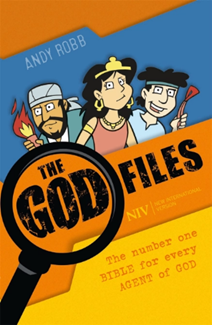 ANDY ROBB
THE
GOD FILES
NIV NEW INTERNATIONAL
VERSION
The number one
BIBLE for every
AGENT of GOD